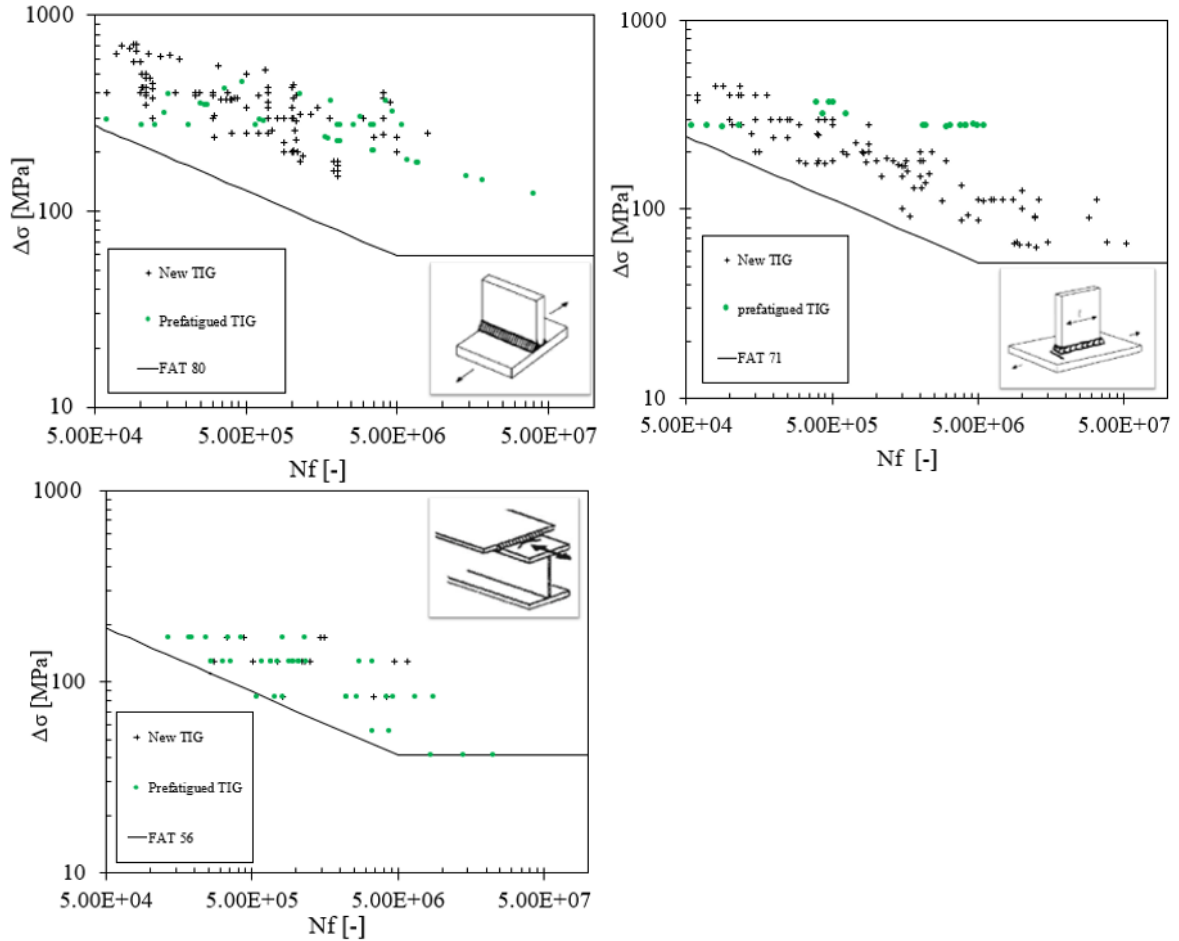 1000
100
10
Δσ [MPa]
New TIG
Prefatigued TIG
FAT 80
5.00E+04 5.00E+05 5.00E+06 5.00E+07
Nf [-]
1000
100
10
Δσ [MPa]
New TIG
prefatigued TIG
FAT 71
5.00E+04 5.00E+05 5.00E+06 5.00E+07
Nf [-]
1000
100
10
Δσ [MPa]
New TIG
Prefatigued TIG
FAT 56
5.00E+04 5.00E+05 5.00E+06 5.00E+07
Nf [-]